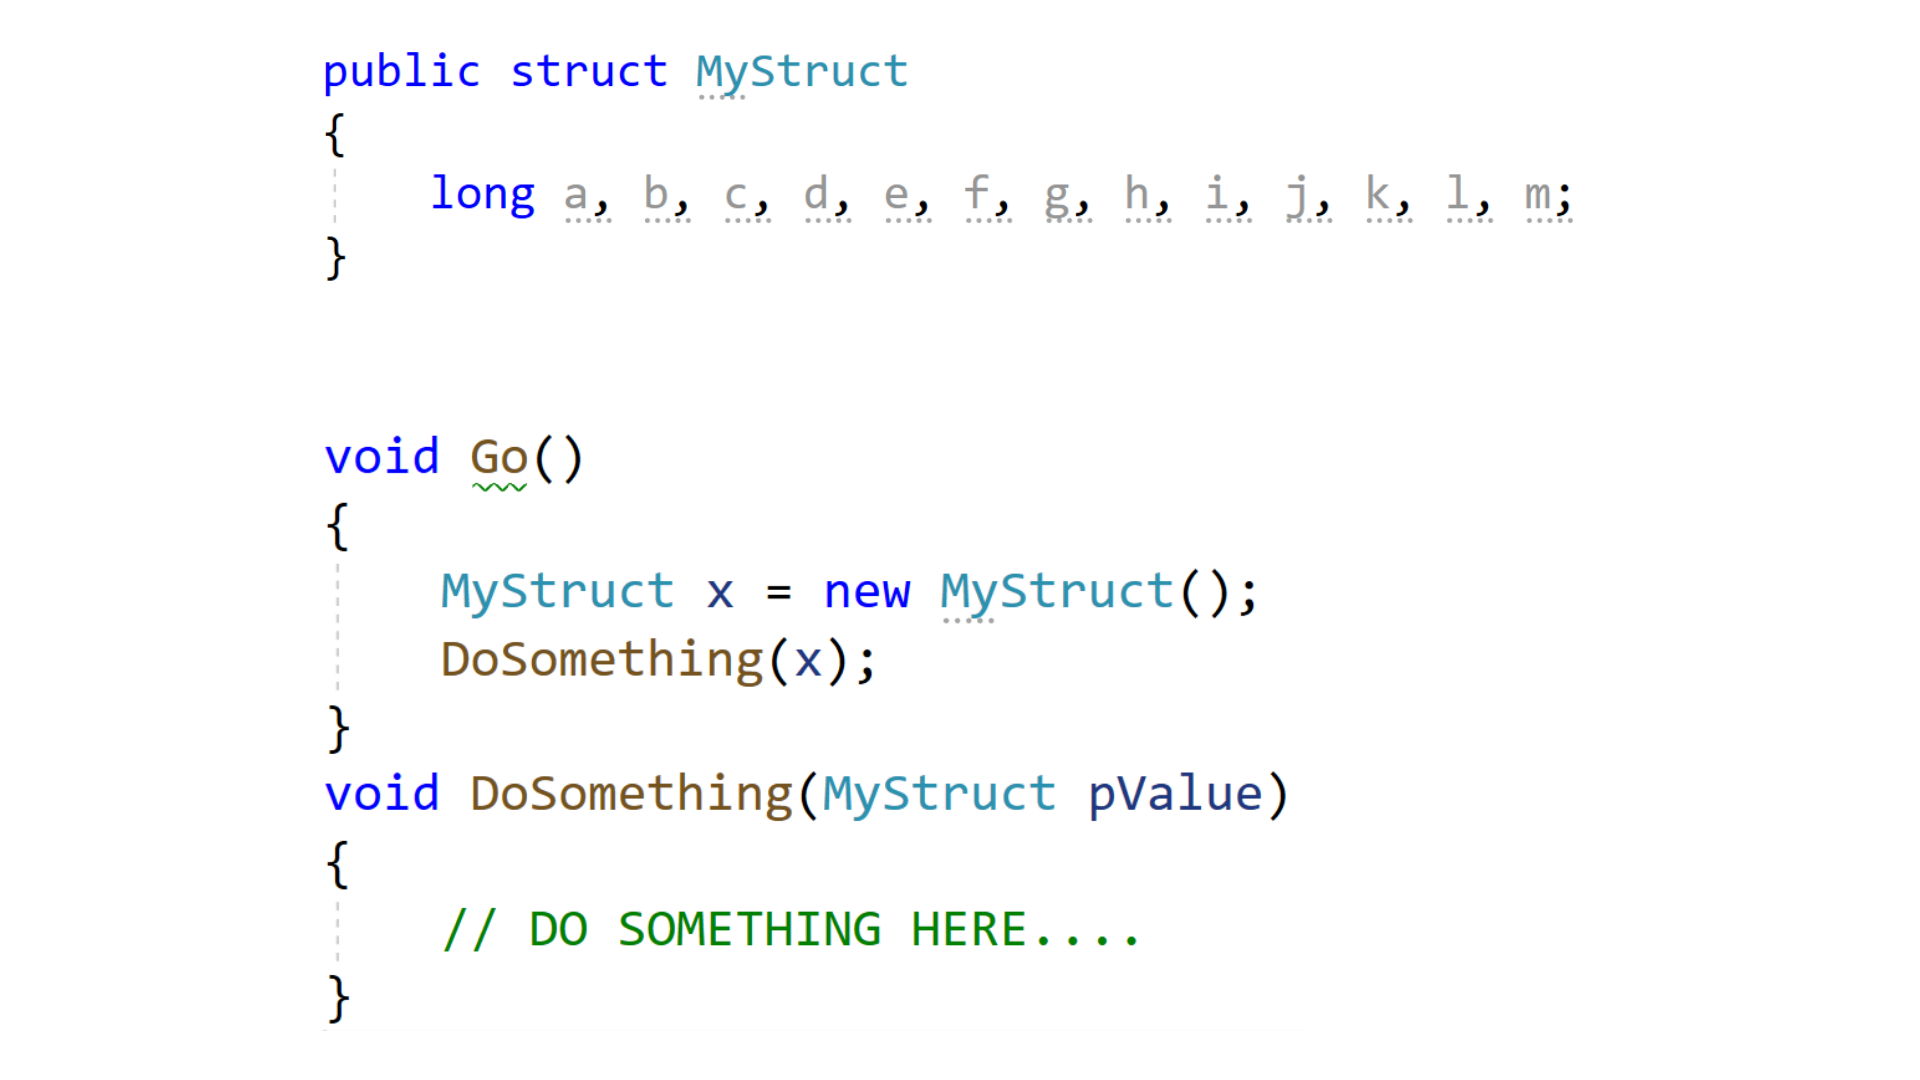 public struct MyStruct
{
long a, b, c, d, e, f, g, h, i, j, k, l, m;
}
void Go()
{
MyStruct x = new MyStruct();
DoSomething(x);
}
void DoSomething(MyStruct pValue)
{
// DO SOMETHING HERE....
}